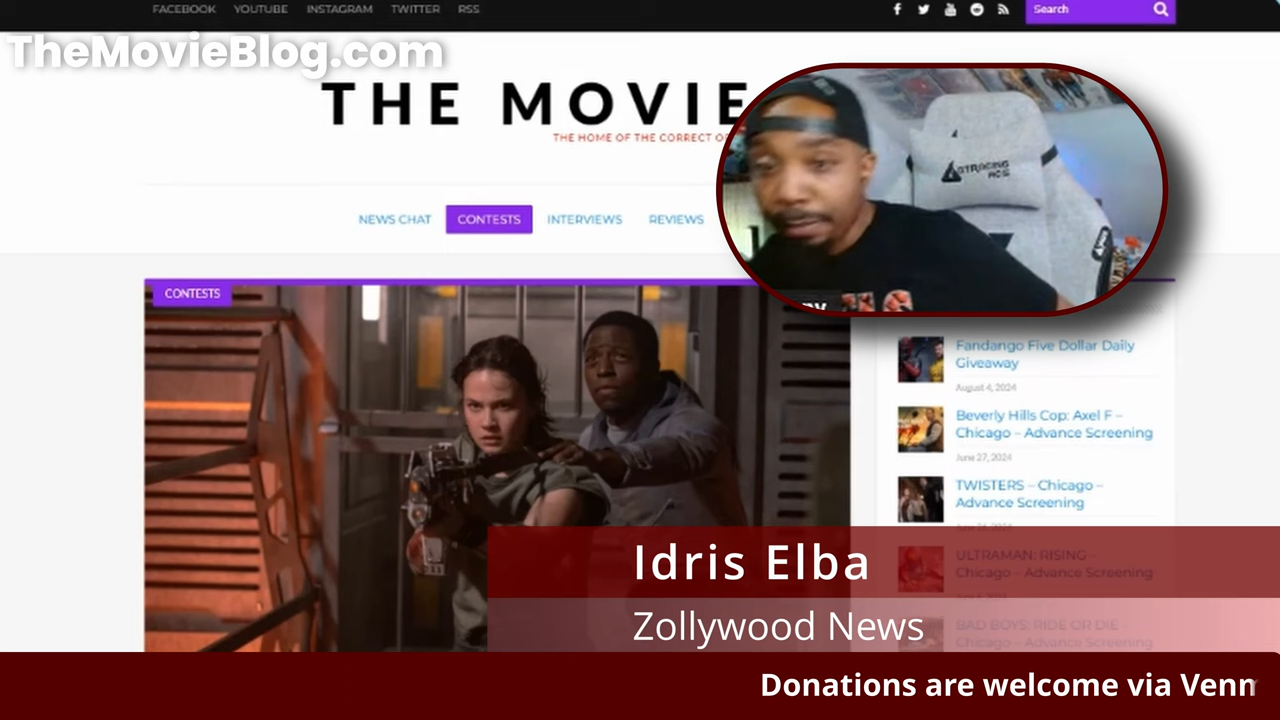 FACEBOOK YOUTUBE INSTAGRAM TWITTER RSS
Search
TheMovieBlog.com
THE MOVIE
THE HOME OF THE CORRECT
NEWS CHAT CONTESTS INTERVIEWS REVIEWS
CONTESTS
Fandango Five Dollar Daily
Giveaway
August 4, 2024
Beverly Hills Cop: Axel F –
Chicago – Advance Screening
June 27, 2024
TWISTERS – Chicago –
Advance Screening
ULTRAMAN: RISING –
Chicago – Advance Screening
BAD BOYS: RIDE OR DIE –
Chicago – Advance Screening
Idris Elba
Zollywood News
Donations are welcome via Venn